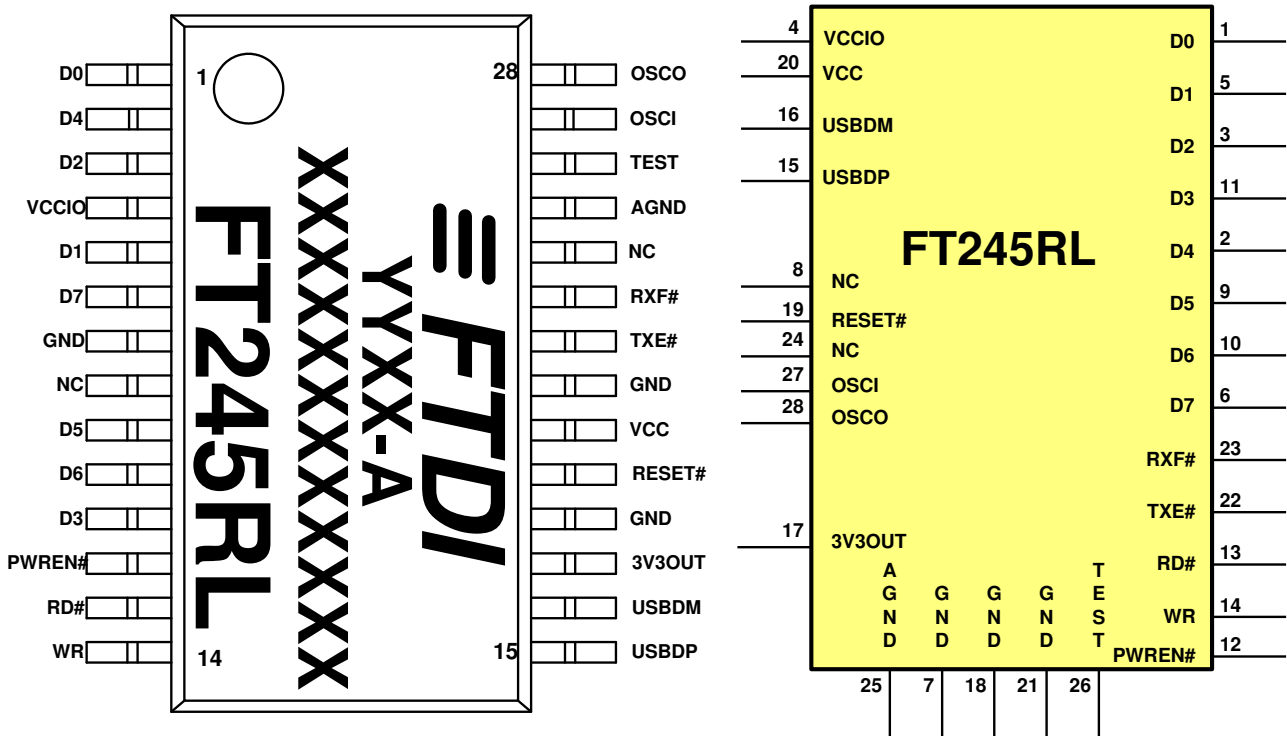 D0
D4
D2
VCCIO
D1
D7
GND
NC
D5
D6
D3
PWREN#
RD#
WR
1
28
14
15
FT245RL
XXXXXXXXXXXX
YYXX-A
FTDI
OSCO
OSCI
TEST
AGND
NC
RXF#
TXE#
GND
VCC
RESET#
GND
3V3OUT
USBDM
USBDP
4 VCCIO
20 VCC
16 USBDM
15 USBDP
8 NC
19 RESET#
24 NC
27 OSCI
28 OSCO
17 3V3OUT
FT245RL
D0 1
D1 5
D2 3
D3 11
D4 2
D5 9
D6 10
D7 6
RXF# 23
TXE# 22
RD# 13
WR 14
PWREN# 12
AGND
GND
GND
GND
TEST
25
7
18
21
26